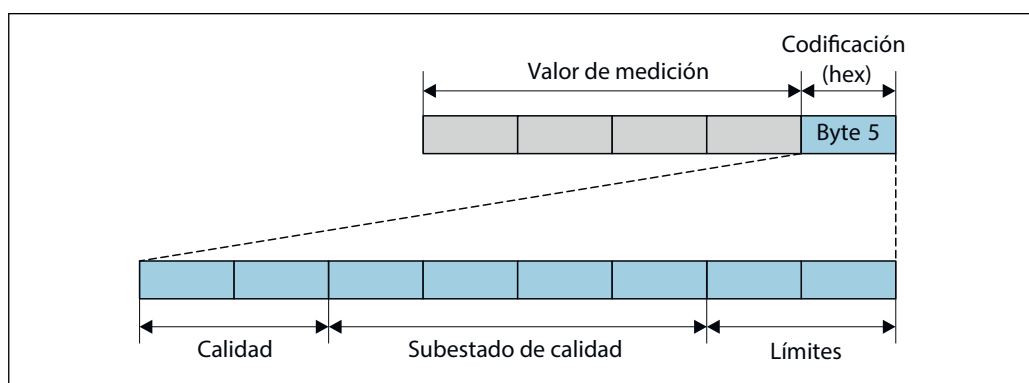 Codificación
(hex)
Valor de medición
Byte 5
Calidad
Subestado de calidad
Límites